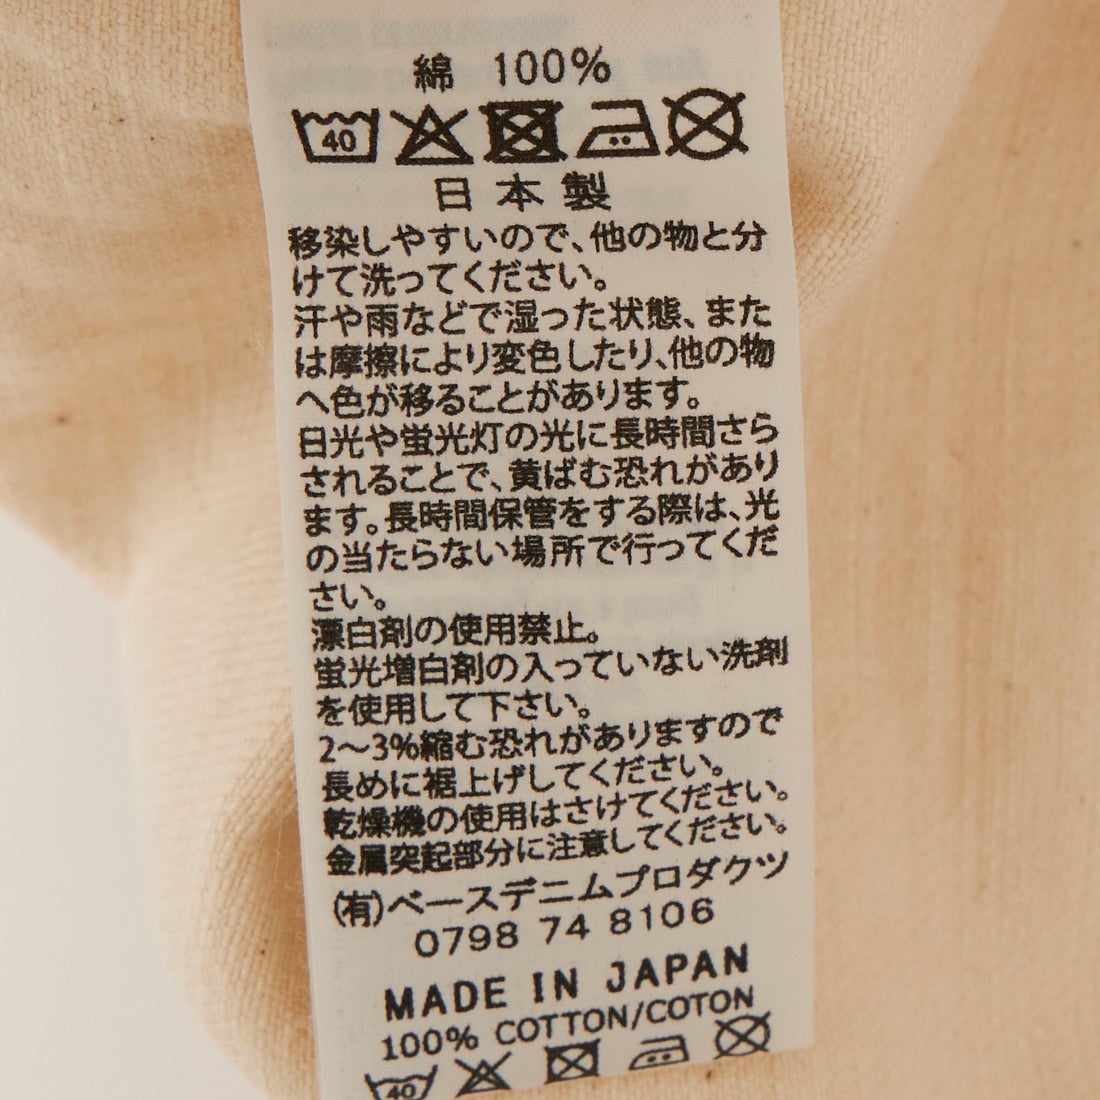 綿 100%
40
日本製
移染しやすいので、他の物と分
けて洗ってください。
汗や雨などで湿った状態、また
は摩擦により変色したり、他の物
へ色が移ることがあります。
日光や蛍光灯の光に長時間さら
されることで、黄ばむ恐れがあり
ます。長時間保管をする際は、光
の当たらない場所で行ってくだ
さい。
漂白剤の使用禁止。
蛍光増白剤の入っていない洗剤
を使用して下さい。
2～3%縮む恐れがありますので
長めに裾上げしてください。
乾燥機の使用はさけてください。
金属突起部分に注意してください。
(有)ベースデニムプロダクツ
0798 74 8106
MADE IN JAPAN
100% COTTON/COTON
40